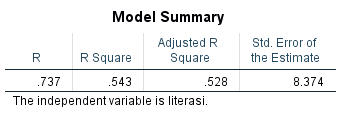 Model Summary
R R Square Adjusted R Square Std. Error of the Estimate
.737 .543 .528 8.374
The independent variable is literasi.